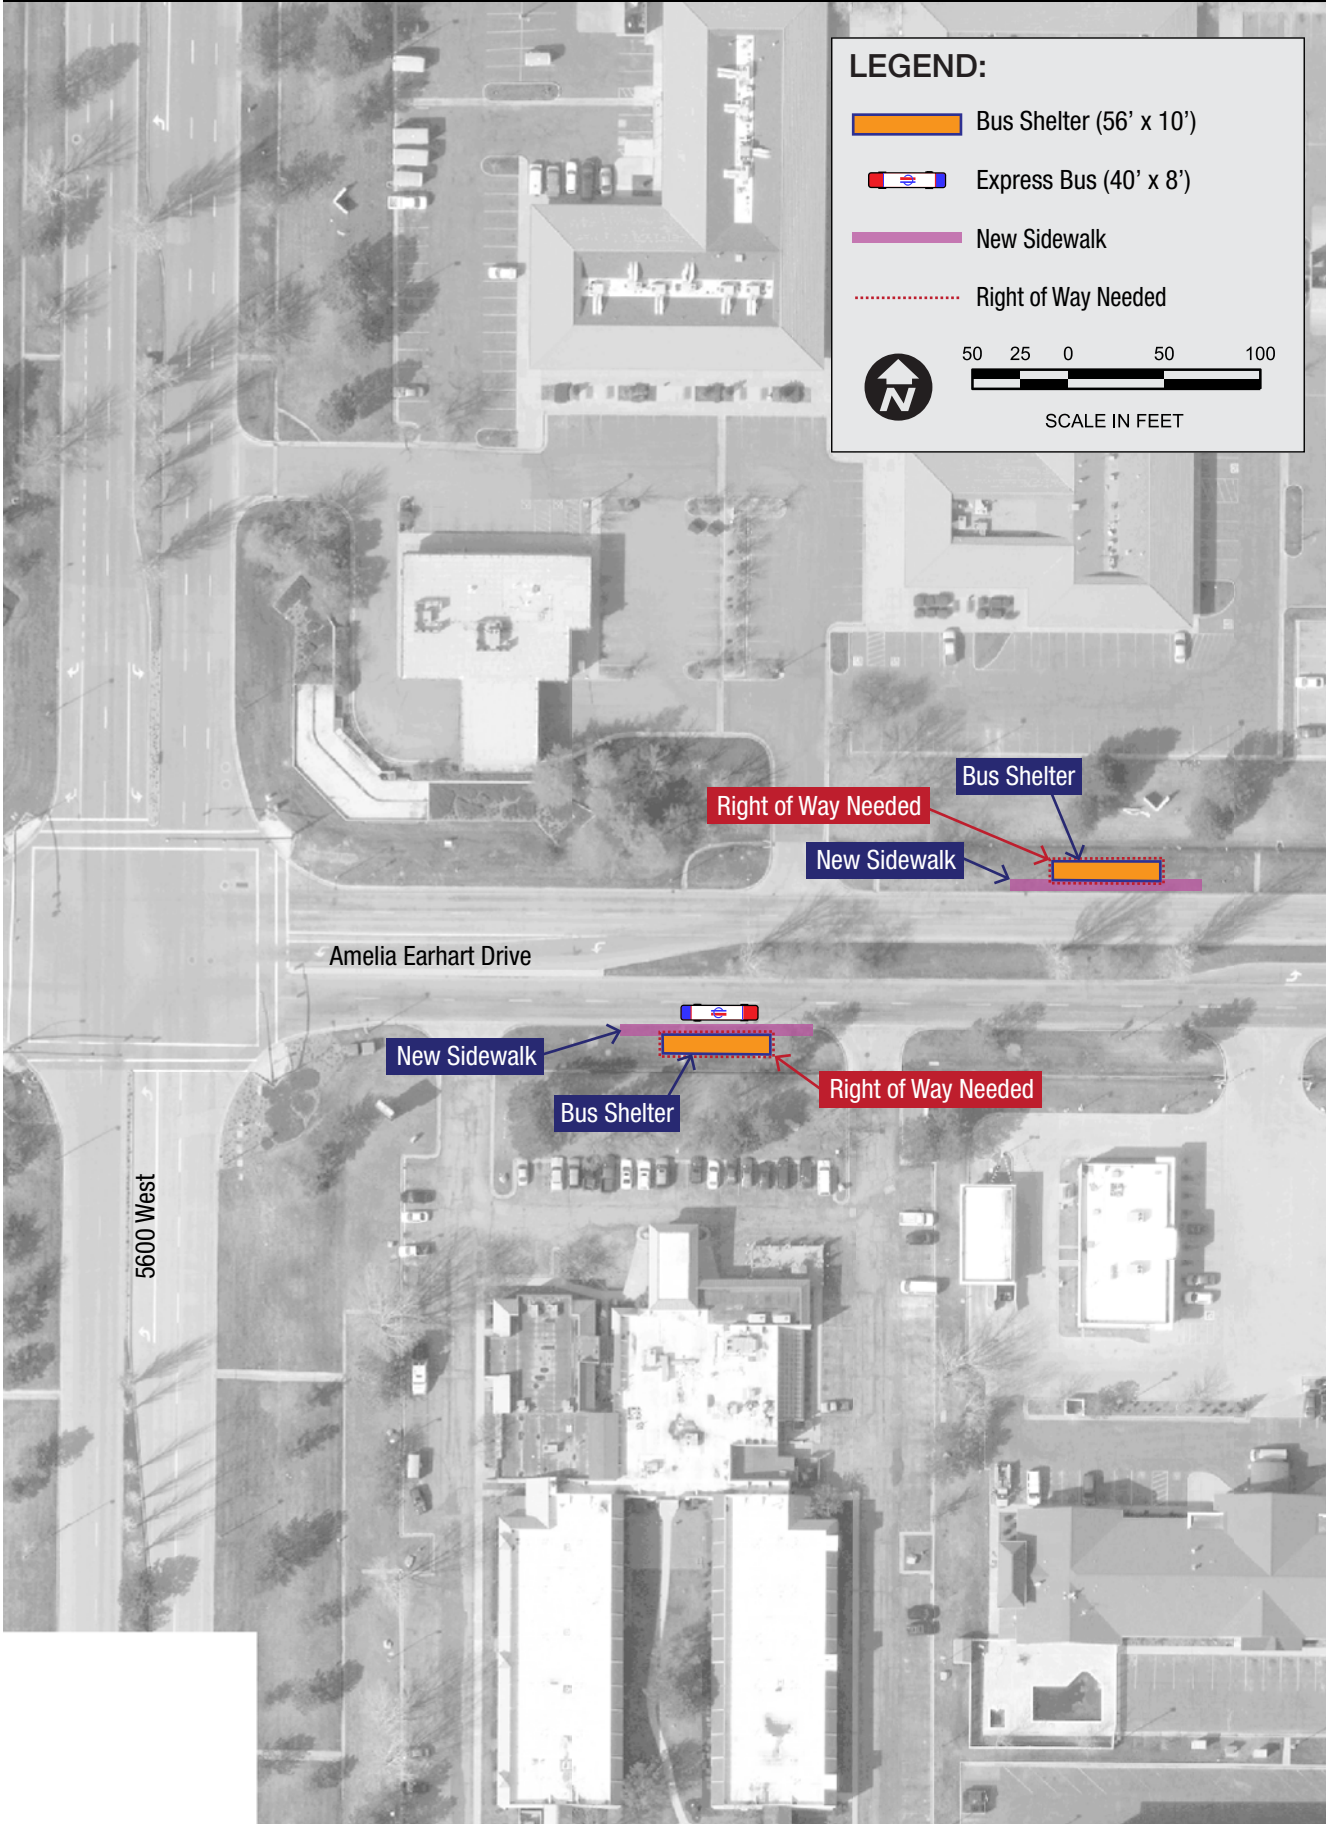 LEGEND:
Bus Shelter (56’ x 10’)
Express Bus (40’ x 8’)
New Sidewalk
Right of Way Needed
50 25 0 50 100
N
SCALE IN FEET
Bus Shelter
Right of Way Needed
New Sidewalk
Amelia Earhart Drive
New Sidewalk
Right of Way Needed
Bus Shelter
5600 West